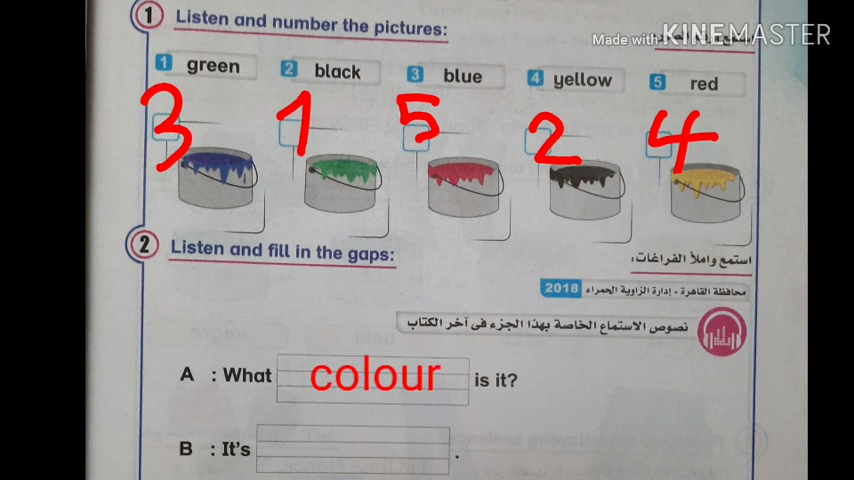 1 Listen and number the pictures:
Made with KINEMASTER
1 green 2 black 3 blue 4 yellow 5 red
3 1 5 2 4
2 Listen and fill in the gaps:
استمع واملأ الفراغات:
محافظة القاهرة - إدارة الزاوية الحمراء 2018
نصوص الاستماع الخاصة بهذا الجزء فى آخر الكتاب
A : What colour is it?
B : It's .